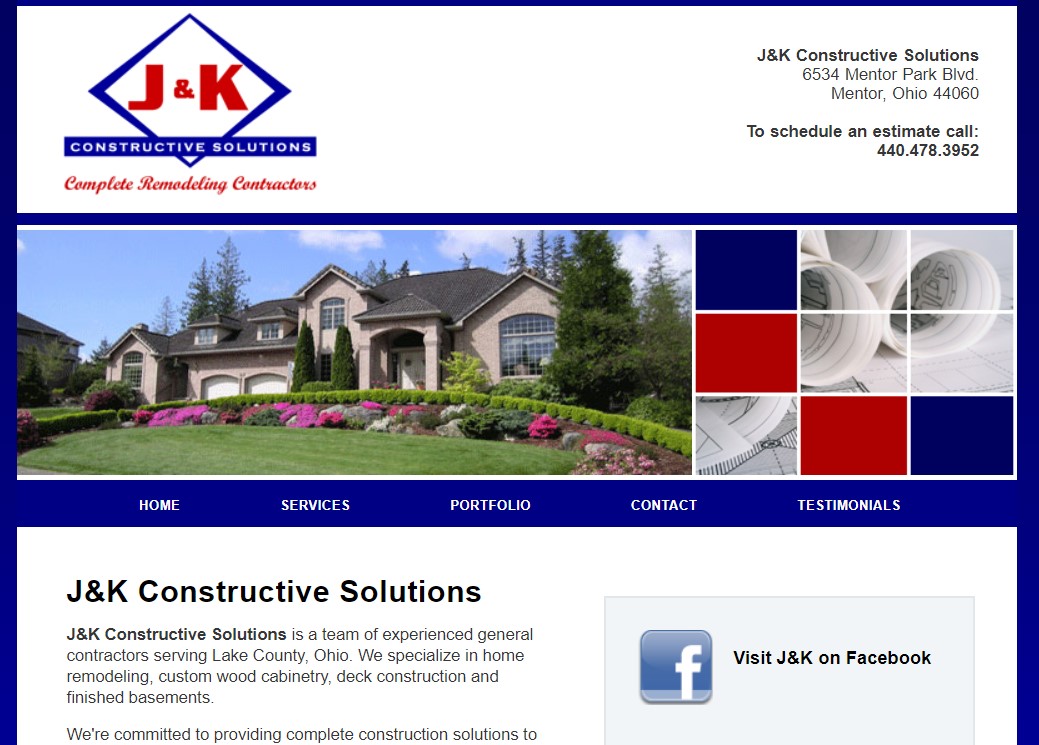 J&K
CONSTRUCTIVE SOLUTIONS
Complete Remodeling Contractors
J&K Constructive Solutions
6534 Mentor Park Blvd.
Mentor, Ohio 44060
To schedule an estimate call:
440.478.3952
HOME SERVICES PORTFOLIO CONTACT TESTIMONIALS
J&K Constructive Solutions
J&K Constructive Solutions is a team of experienced general
contractors serving Lake County, Ohio. We specialize in home
remodeling, custom wood cabinetry, deck construction and
finished basements.
We're committed to providing complete construction solutions to
f
Visit J&K on Facebook